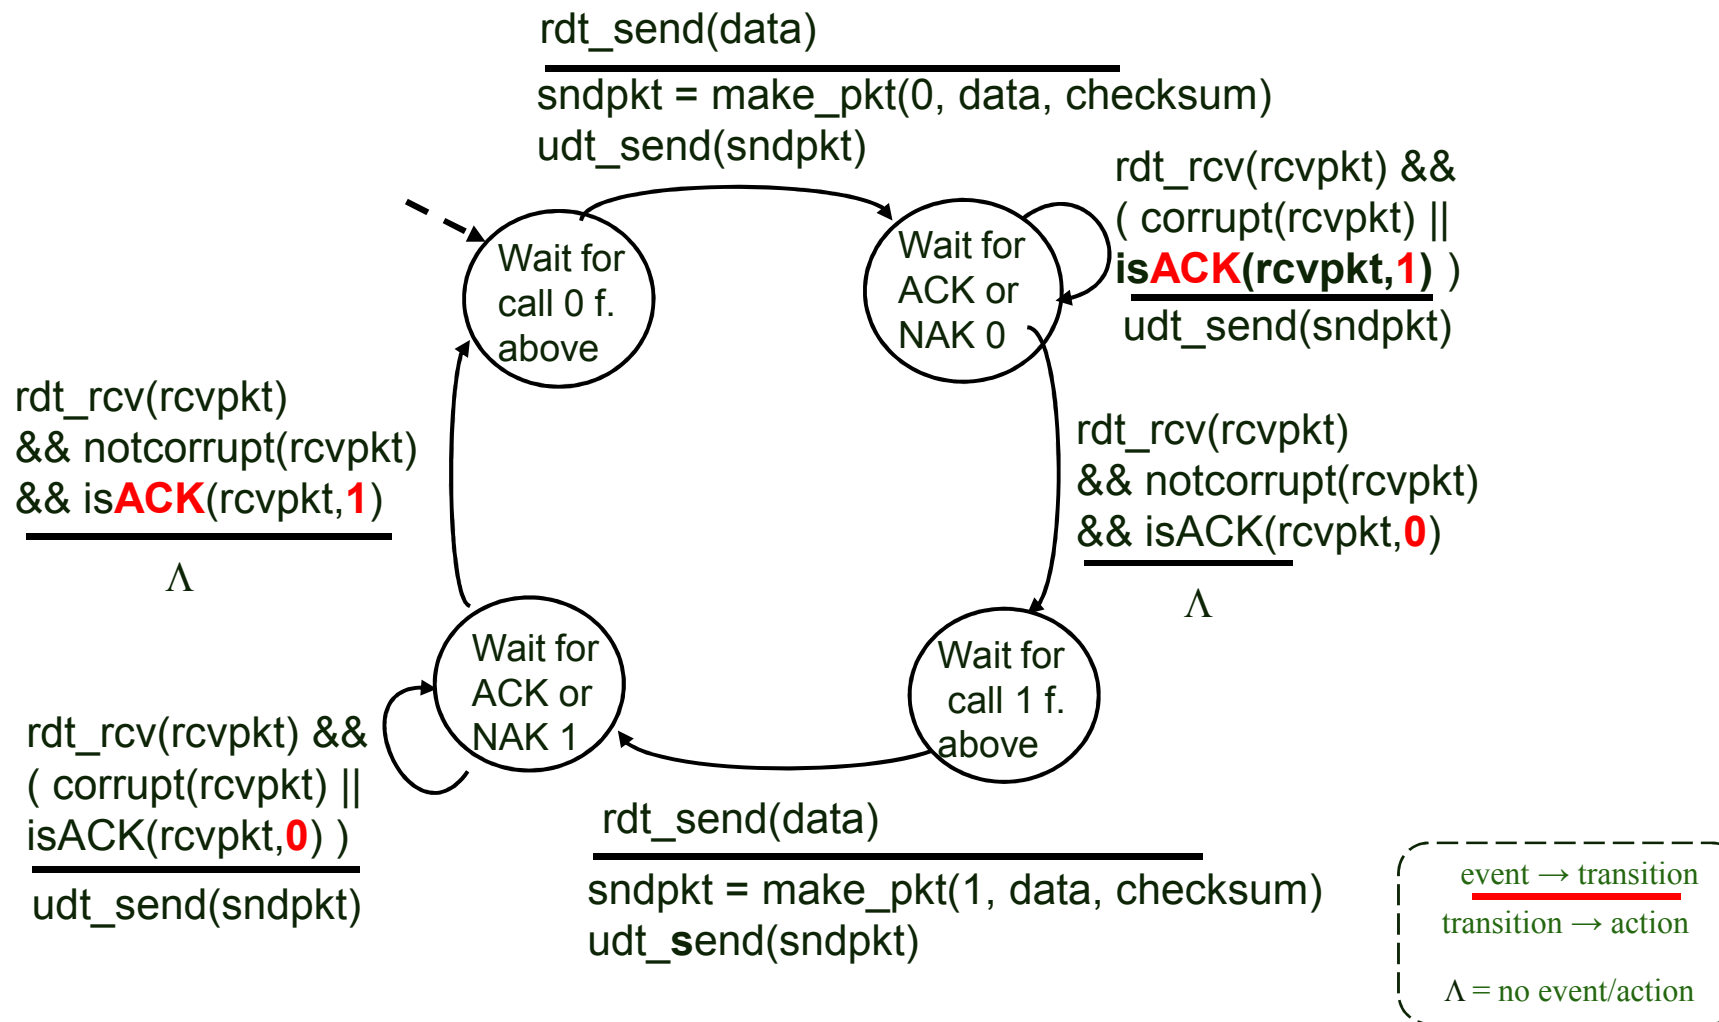 rdt_send(data)
sndpkt = make_pkt(0, data, checksum)
udt_send(sndpkt)
rdt_rcv(rcvpkt) &&
( corrupt(rcvpkt) ||
isACK(rcvpkt,1) )
udt_send(sndpkt)
Wait for
call 0 f.
above
Wait for
ACK or
NAK 0
rdt_rcv(rcvpkt)
&& notcorrupt(rcvpkt)
&& isACK(rcvpkt,1)
Λ
rdt_rcv(rcvpkt)
&& notcorrupt(rcvpkt)
&& isACK(rcvpkt,0)
Λ
Wait for
ACK or
NAK 1
Wait for
call 1 f.
above
rdt_rcv(rcvpkt) &&
( corrupt(rcvpkt) ||
isACK(rcvpkt,0) )
udt_send(sndpkt)
rdt_send(data)
sndpkt = make_pkt(1, data, checksum)
udt_send(sndpkt)
event → transition
transition → action
Λ = no event/action